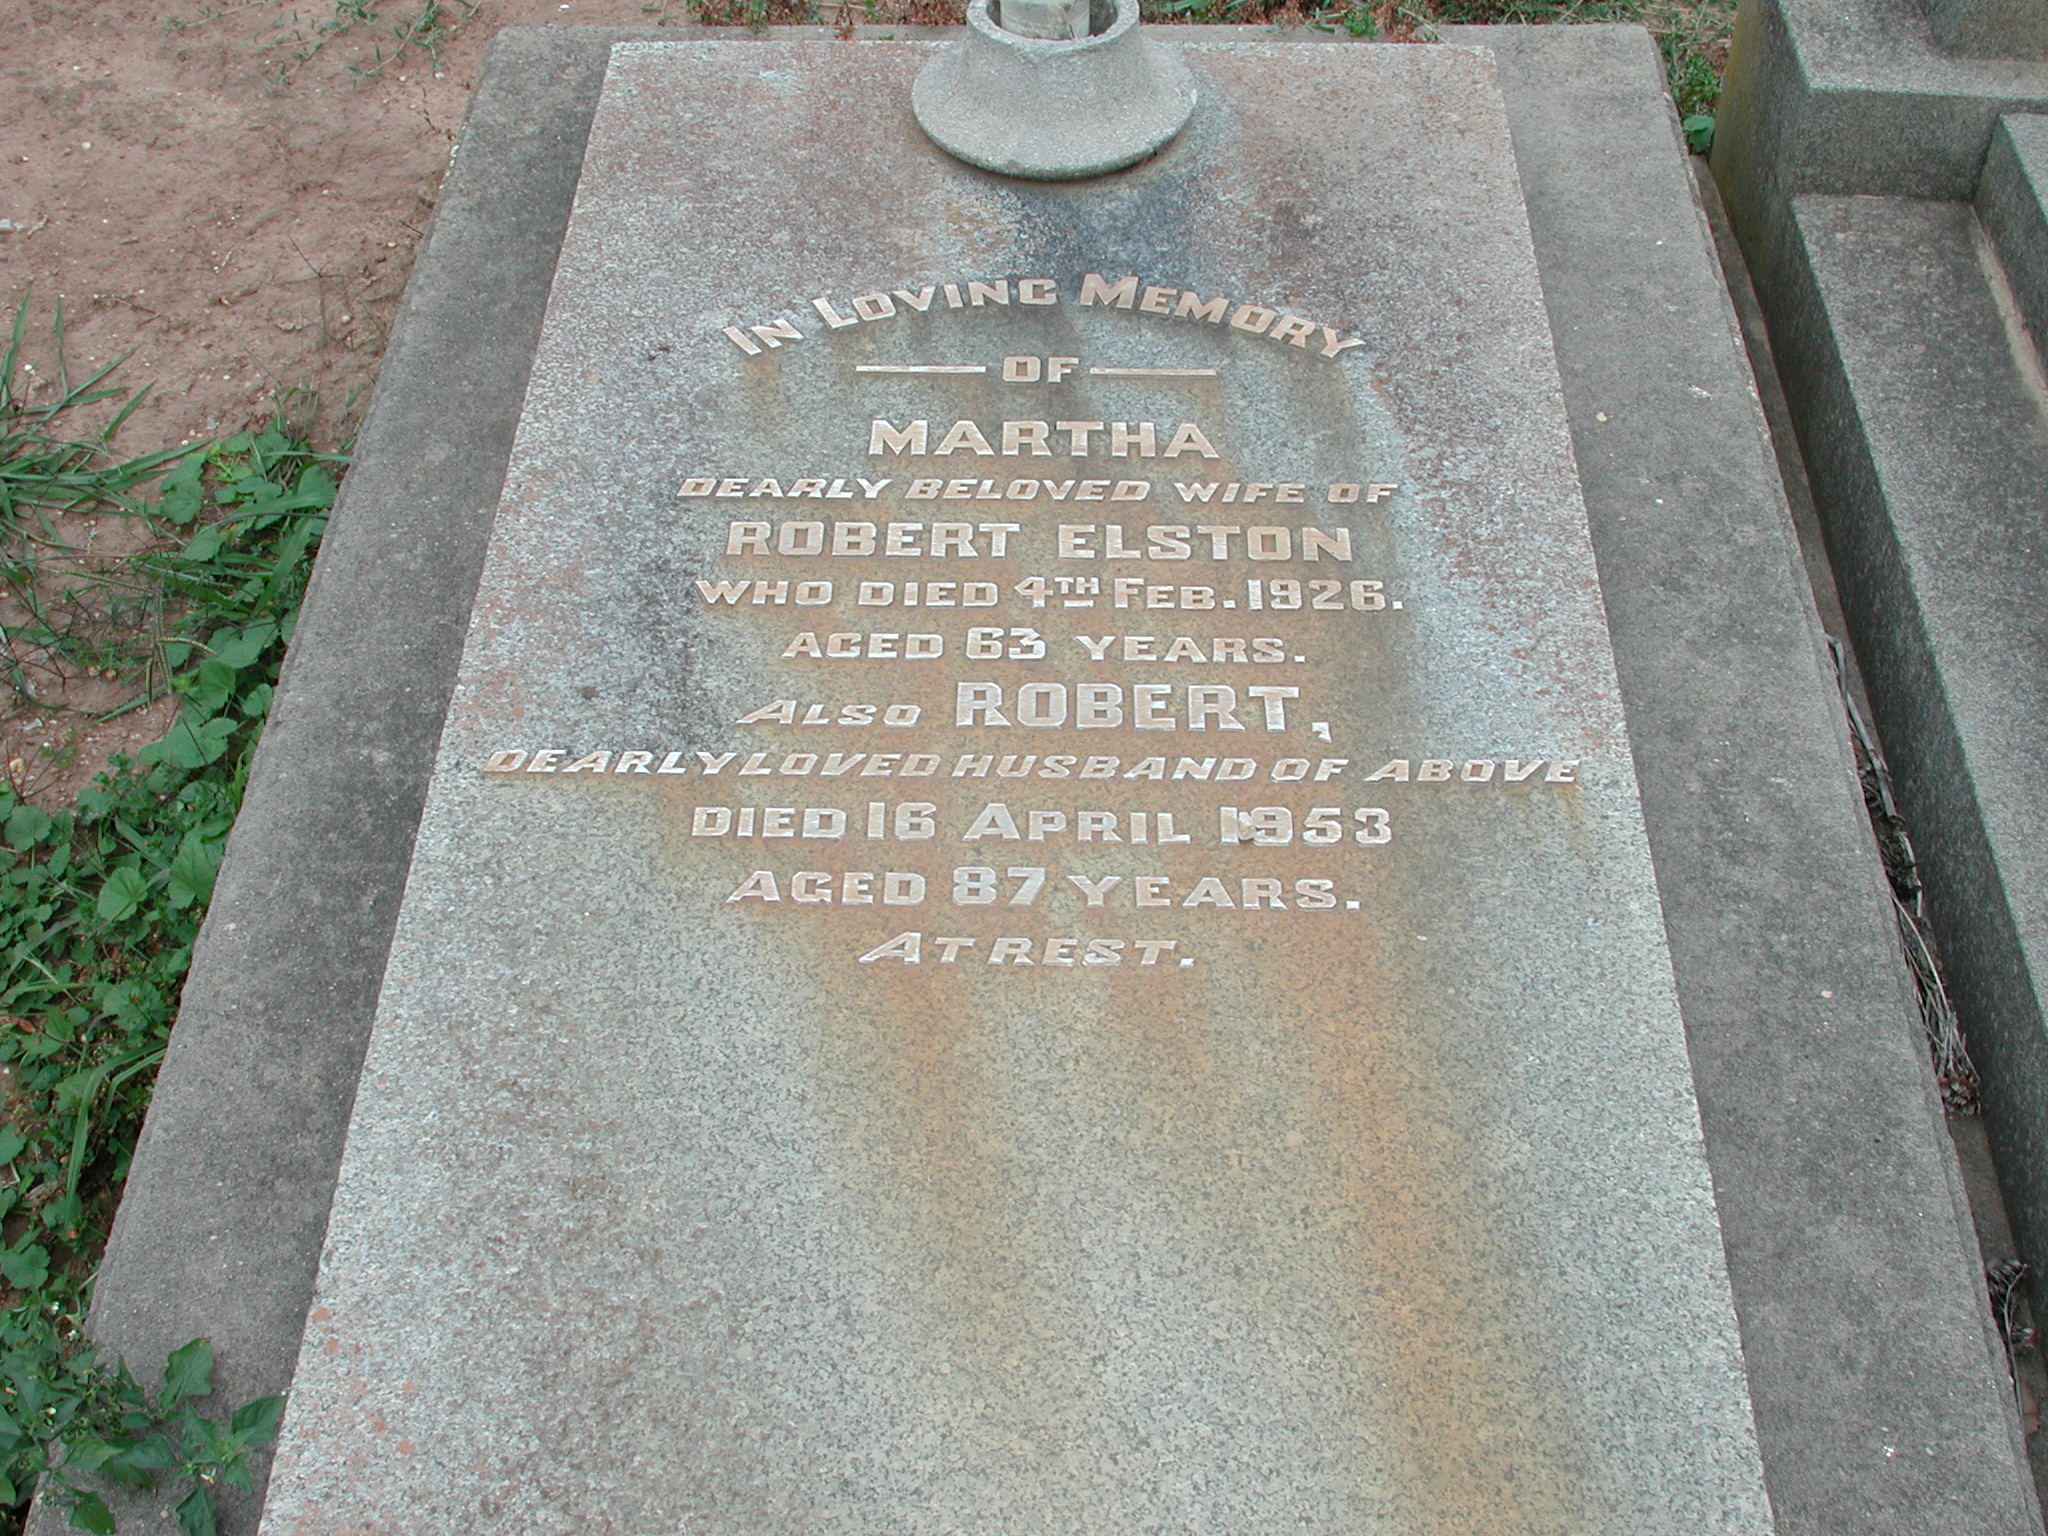 IN LOVING MEMORY
OF
MARTHA
DEARLY BELOVED WIFE OF
ROBERT ELSTON
WHO DIED 4TH FEB. 1926.
AGED 63 YEARS.
ALSO ROBERT,
DEARLY LOVED HUSBAND OF ABOVE
DIED 16 APRIL 1953
AGED 87 YEARS.
AT REST.